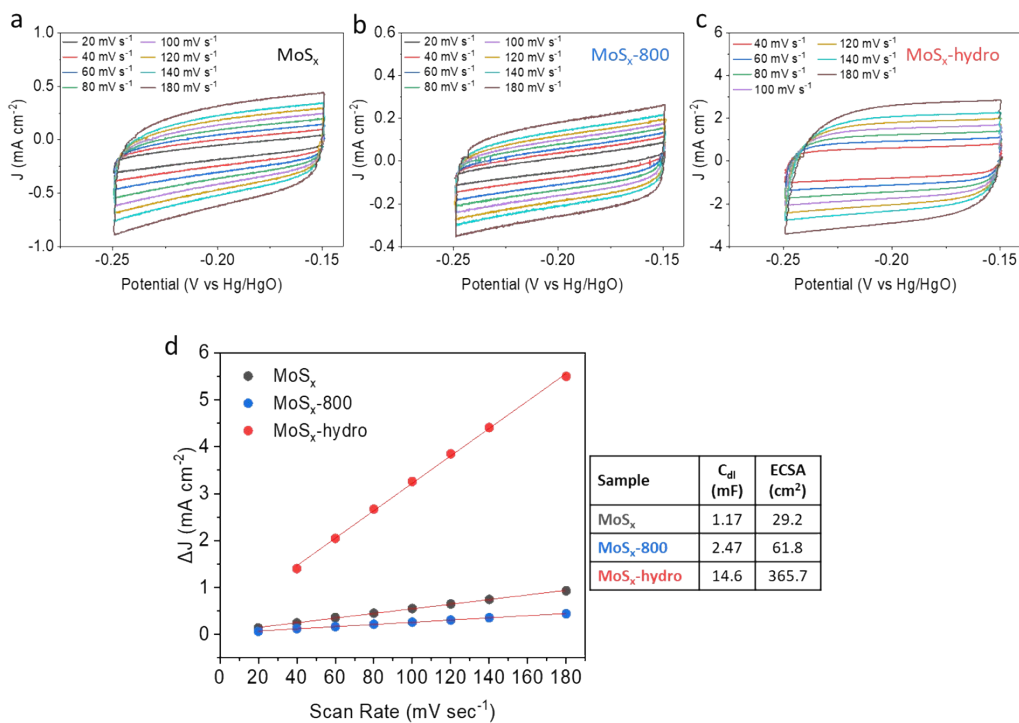 a
MoSₓ
20 mV s⁻¹ 100 mV s⁻¹
40 mV s⁻¹ 120 mV s⁻¹
60 mV s⁻¹ 140 mV s⁻¹
80 mV s⁻¹ 180 mV s⁻¹
1.0
0.5
0.0
-0.5
-1.0
J (mA cm⁻²)
-0.25 -0.20 -0.15
Potential (V vs Hg/HgO)
b
MoSₓ-800
20 mV s⁻¹ 100 mV s⁻¹
40 mV s⁻¹ 120 mV s⁻¹
60 mV s⁻¹ 140 mV s⁻¹
80 mV s⁻¹ 180 mV s⁻¹
0.6
0.4
0.2
0.0
-0.2
-0.4
J (mA cm⁻²)
-0.25 -0.20 -0.15
Potential (V vs Hg/HgO)
c
MoSₓ-hydro
40 mV s⁻¹ 120 mV s⁻¹
60 mV s⁻¹ 140 mV s⁻¹
80 mV s⁻¹ 180 mV s⁻¹
100 mV s⁻¹
6
4
2
0
-2
-4
J (mA cm⁻²)
-0.25 -0.20 -0.15
Potential (V vs Hg/HgO)
d
MoSₓ
MoSₓ-800
MoSₓ-hydro
6
5
4
3
2
1
0
ΔJ (mA cm⁻²)
0 20 40 60 80 100 120 140 160 180
Scan Rate (mV sec⁻¹)
Sample C_dl (mF) ECSA (cm²)
MoSₓ 1.17 29.2
MoSₓ-800 2.47 61.8
MoSₓ-hydro 14.6 365.7